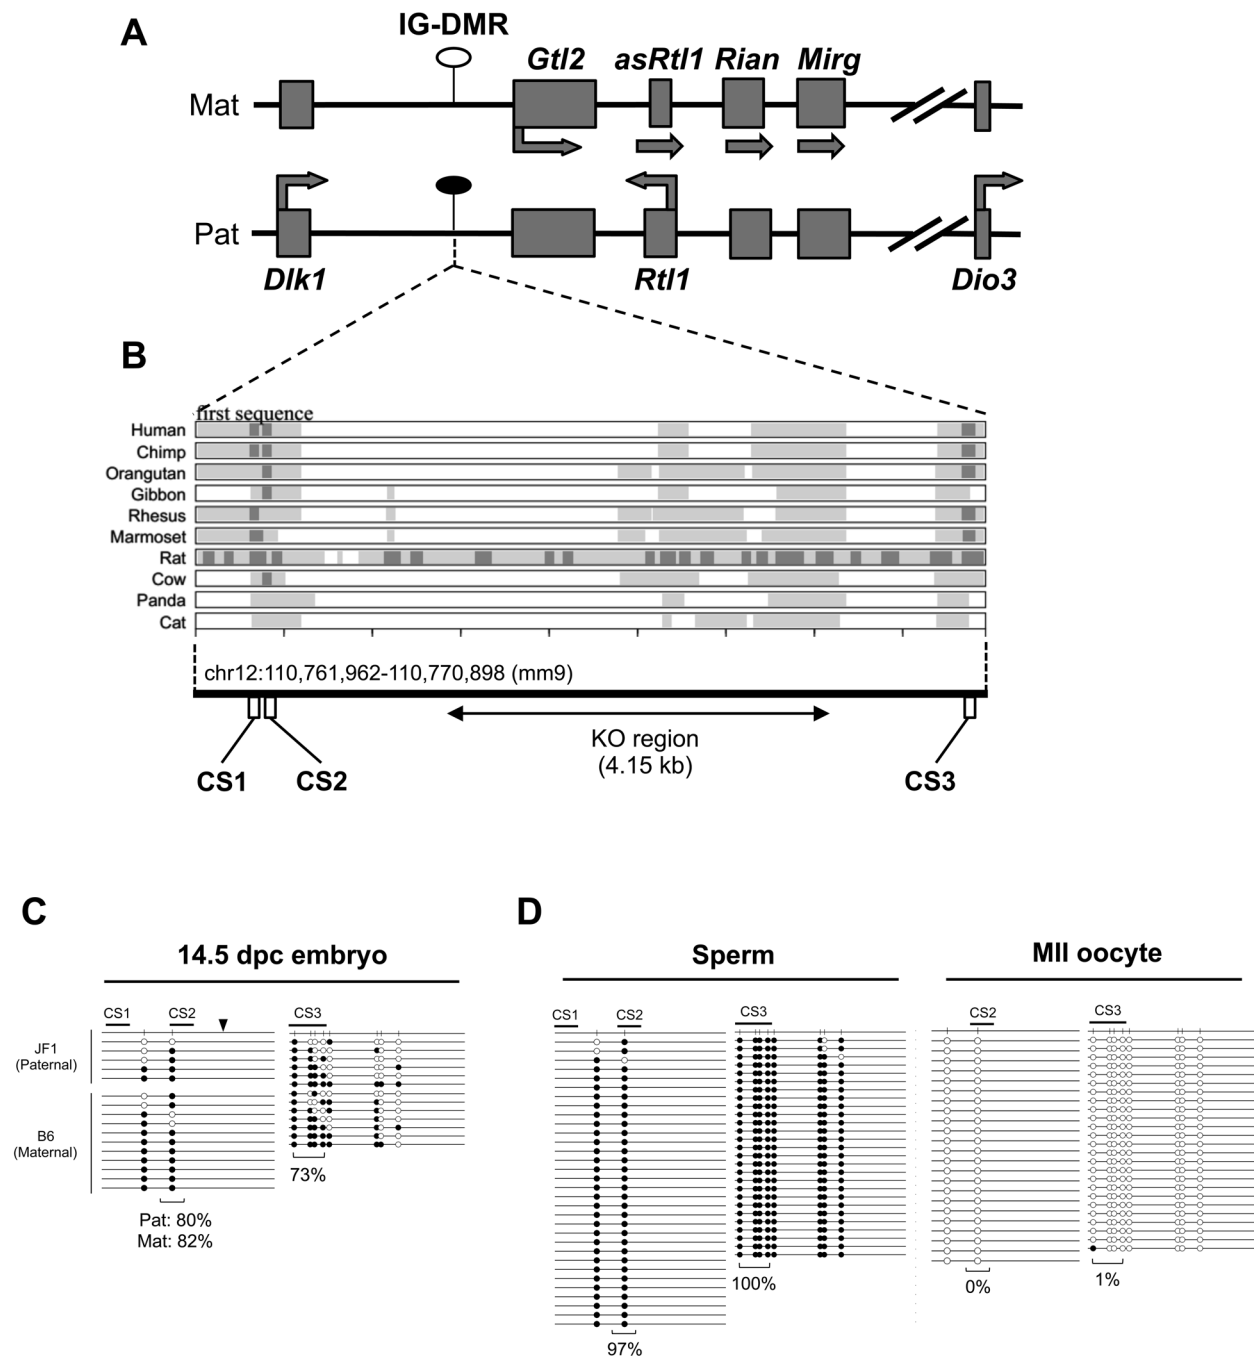 A
IG-DMR
Gtl2 asRtl1 Rian Mirg
Mat
Pat
Dlk1 Rtl1 Dio3
B
first sequence
Human
Chimp
Orangutan
Gibbon
Rhesus
Marmoset
Rat
Cow
Panda
Cat
chr12:110,761,962-110,770,898 (mm9)
KO region
(4.15 kb)
CS1 CS2 CS3
C
14.5 dpc embryo
CS1 CS2 CS3
JF1
(Paternal)
B6
(Maternal)
73%
Pat: 80%
Mat: 82%
D
Sperm
MII oocyte
CS1 CS2 CS3
CS2 CS3
100%
97%
0%
1%